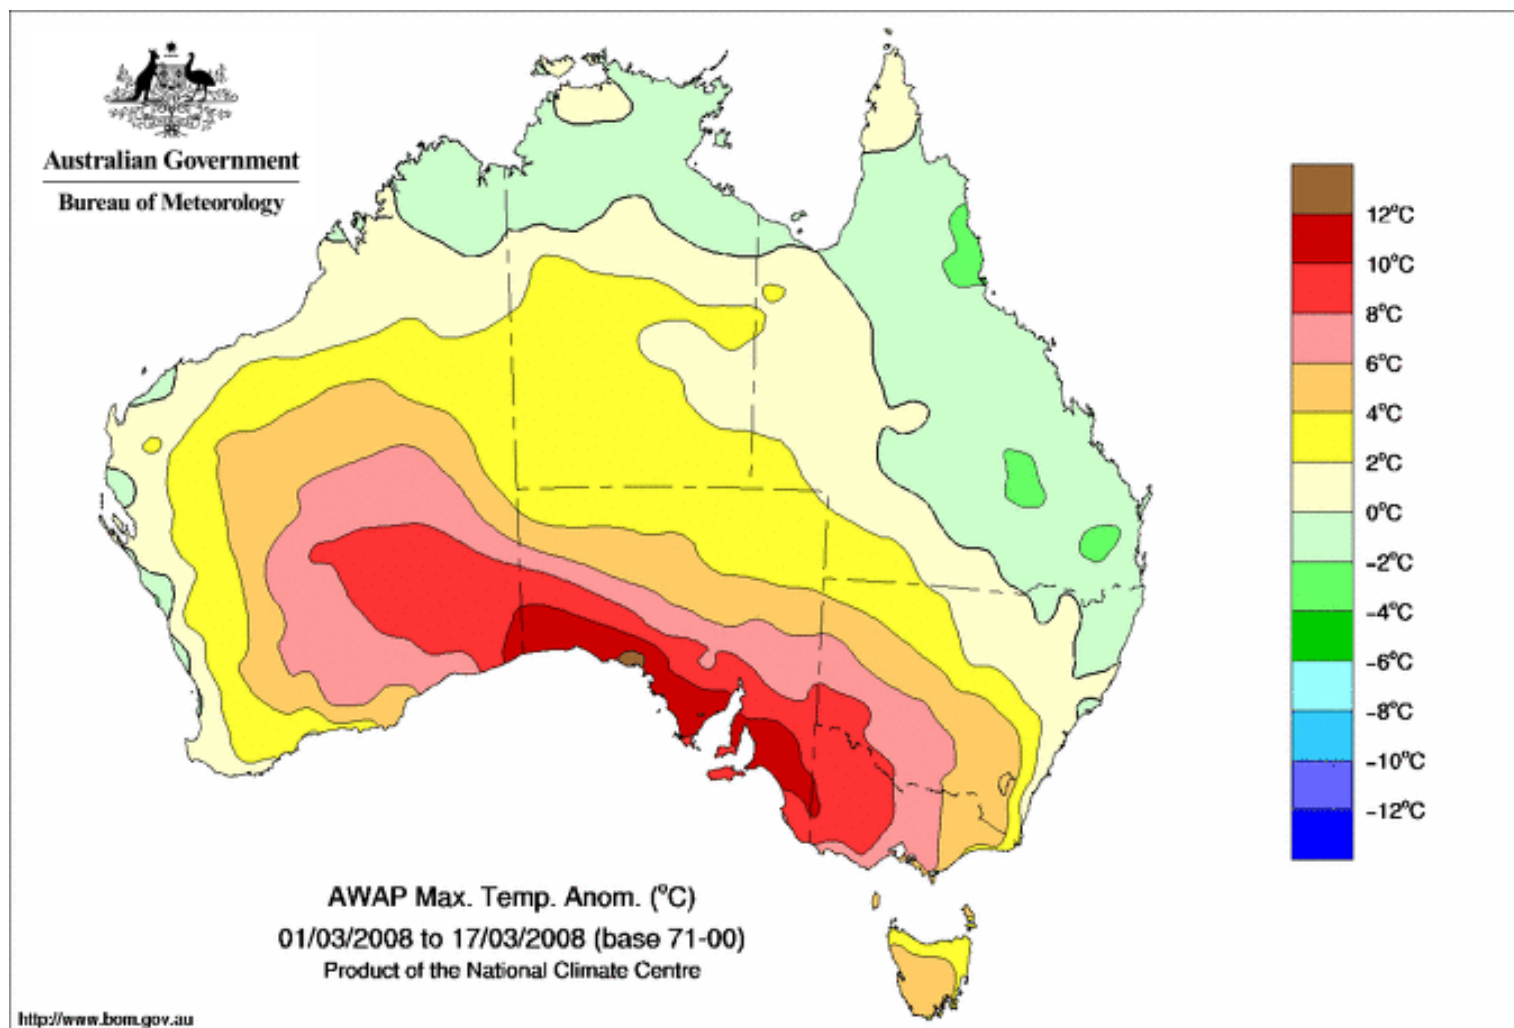 Australian Government
Bureau of Meteorology
12°C
10°C
8°C
6°C
4°C
2°C
0°C
−2°C
−4°C
−6°C
−8°C
−10°C
−12°C
AWAP Max. Temp. Anom. (°C)
01/03/2008 to 17/03/2008 (base 71-00)
Product of the National Climate Centre
http://www.bom.gov.au